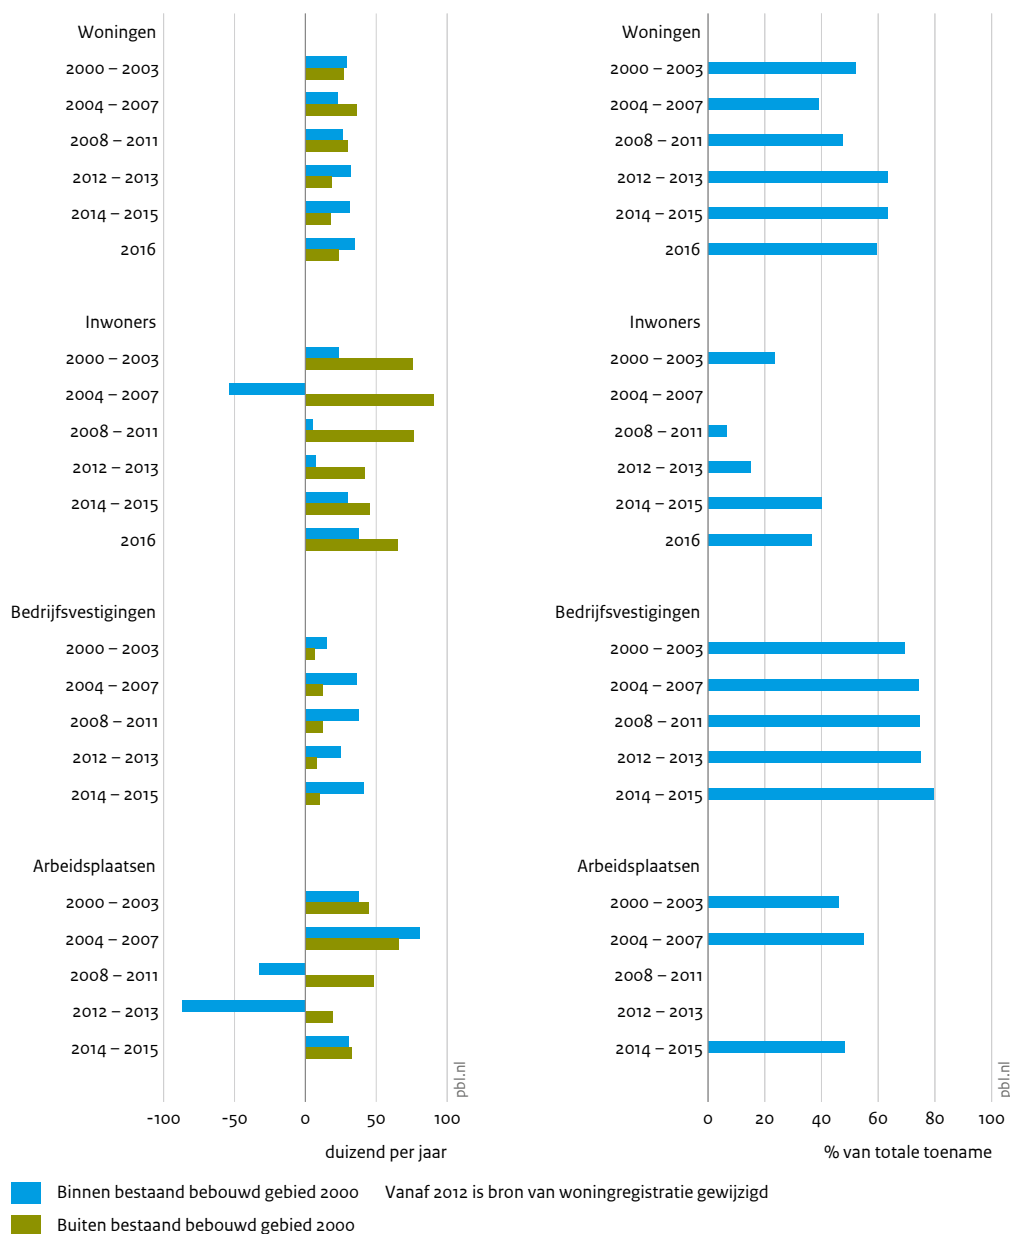 Woningen
2000 – 2003
2004 – 2007
2008 – 2011
2012 – 2013
2014 – 2015
2016
Inwoners
2000 – 2003
2004 – 2007
2008 – 2011
2012 – 2013
2014 – 2015
2016
Bedrijfsvestigingen
2000 – 2003
2004 – 2007
2008 – 2011
2012 – 2013
2014 – 2015
Arbeidsplaatsen
2000 – 2003
2004 – 2007
2008 – 2011
2012 – 2013
2014 – 2015
-100 -50 0 50 100
duizend per jaar
pbl.nl
Woningen
2000 – 2003
2004 – 2007
2008 – 2011
2012 – 2013
2014 – 2015
2016
Inwoners
2000 – 2003
2004 – 2007
2008 – 2011
2012 – 2013
2014 – 2015
2016
Bedrijfsvestigingen
2000 – 2003
2004 – 2007
2008 – 2011
2012 – 2013
2014 – 2015
Arbeidsplaatsen
2000 – 2003
2004 – 2007
2008 – 2011
2012 – 2013
2014 – 2015
0 20 40 60 80 100
% van totale toename
pbl.nl
Binnen bestaand bebouwd gebied 2000
Vanaf 2012 is bron van woningregistratie gewijzigd
Buiten bestaand bebouwd gebied 2000